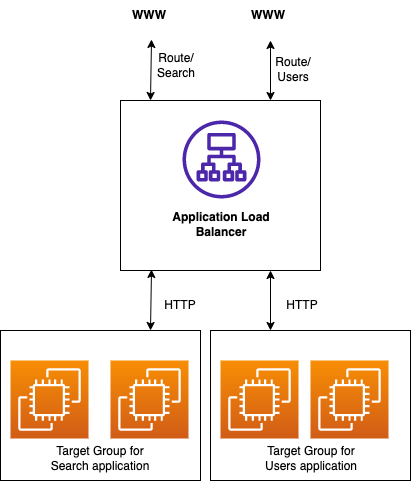 WWW WWW
Route/
Search
Route/
Users
Application Load
Balancer
HTTP HTTP
Target Group for
Search application
Target Group for
Users application